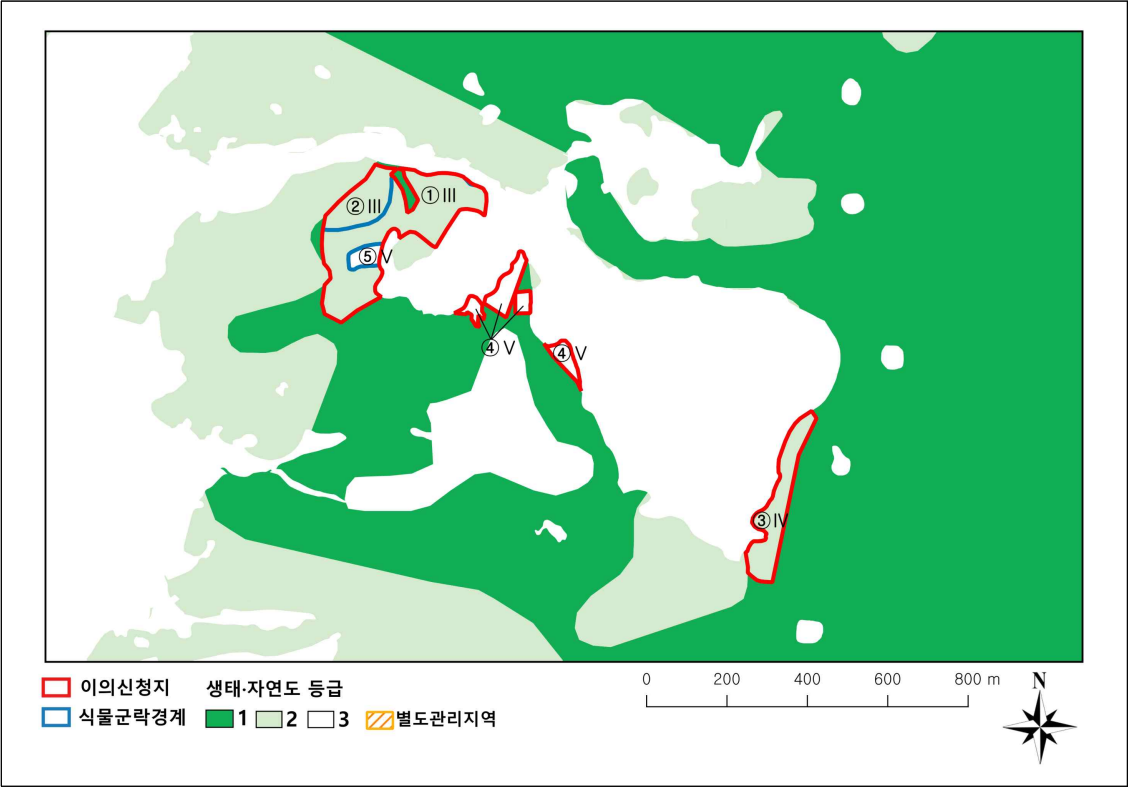 ②III
①III
⑤V
④V
④V
③IV
이의신청지
생태·자연도 등급
식물군락경계
1
2
3
별도관리지역
0
200
400
600
800 m
N